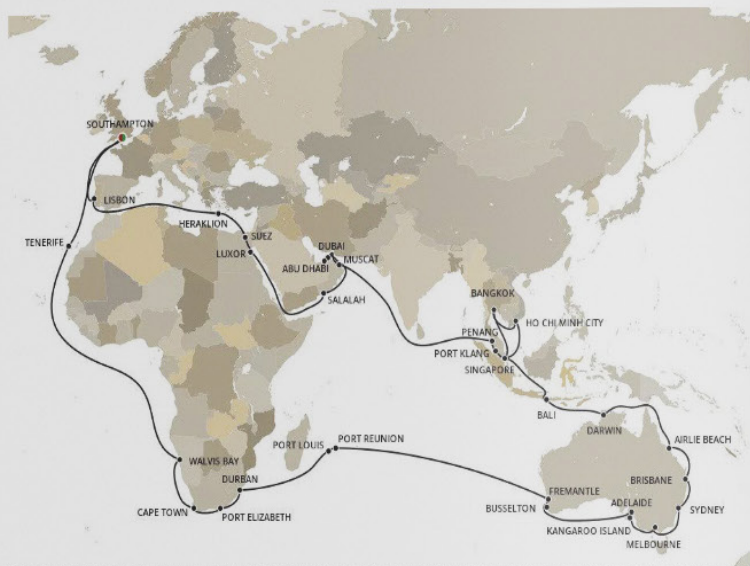 SOUTHAMPTON
LISBON
HERAKLION
SUEZ
TENERIFE
LUXOR
DUBAI
ABU DHABI
MUSCAT
SALALAH
BANGKOK
HO CHI MINH CITY
PENANG
PORT KLANG
SINGAPORE
BALI
DARWIN
AIRLIE BEACH
PORT LOUIS
PORT REUNION
WALVIS BAY
DURBAN
BRISBANE
FREMANTLE
ADELAIDE
BUSSELTON
SYDNEY
CAPE TOWN
PORT ELIZABETH
KANGAROO ISLAND
MELBOURNE